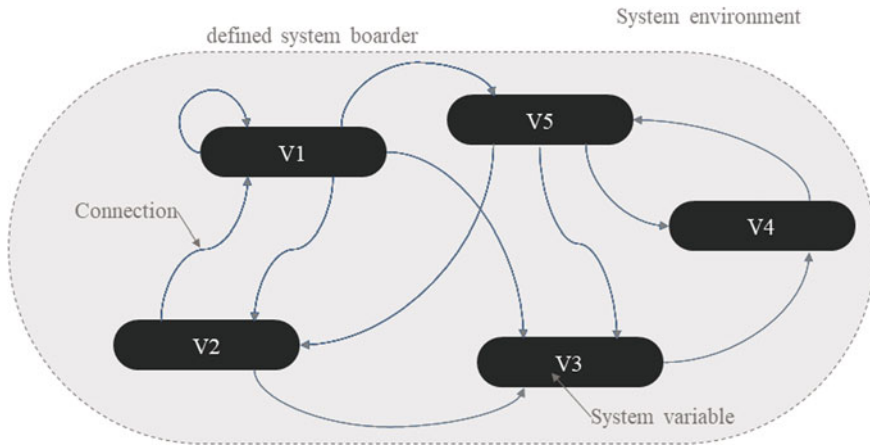 System environment
defined system boarder
V5
V1
Connection
V4
V2
V3
System variable